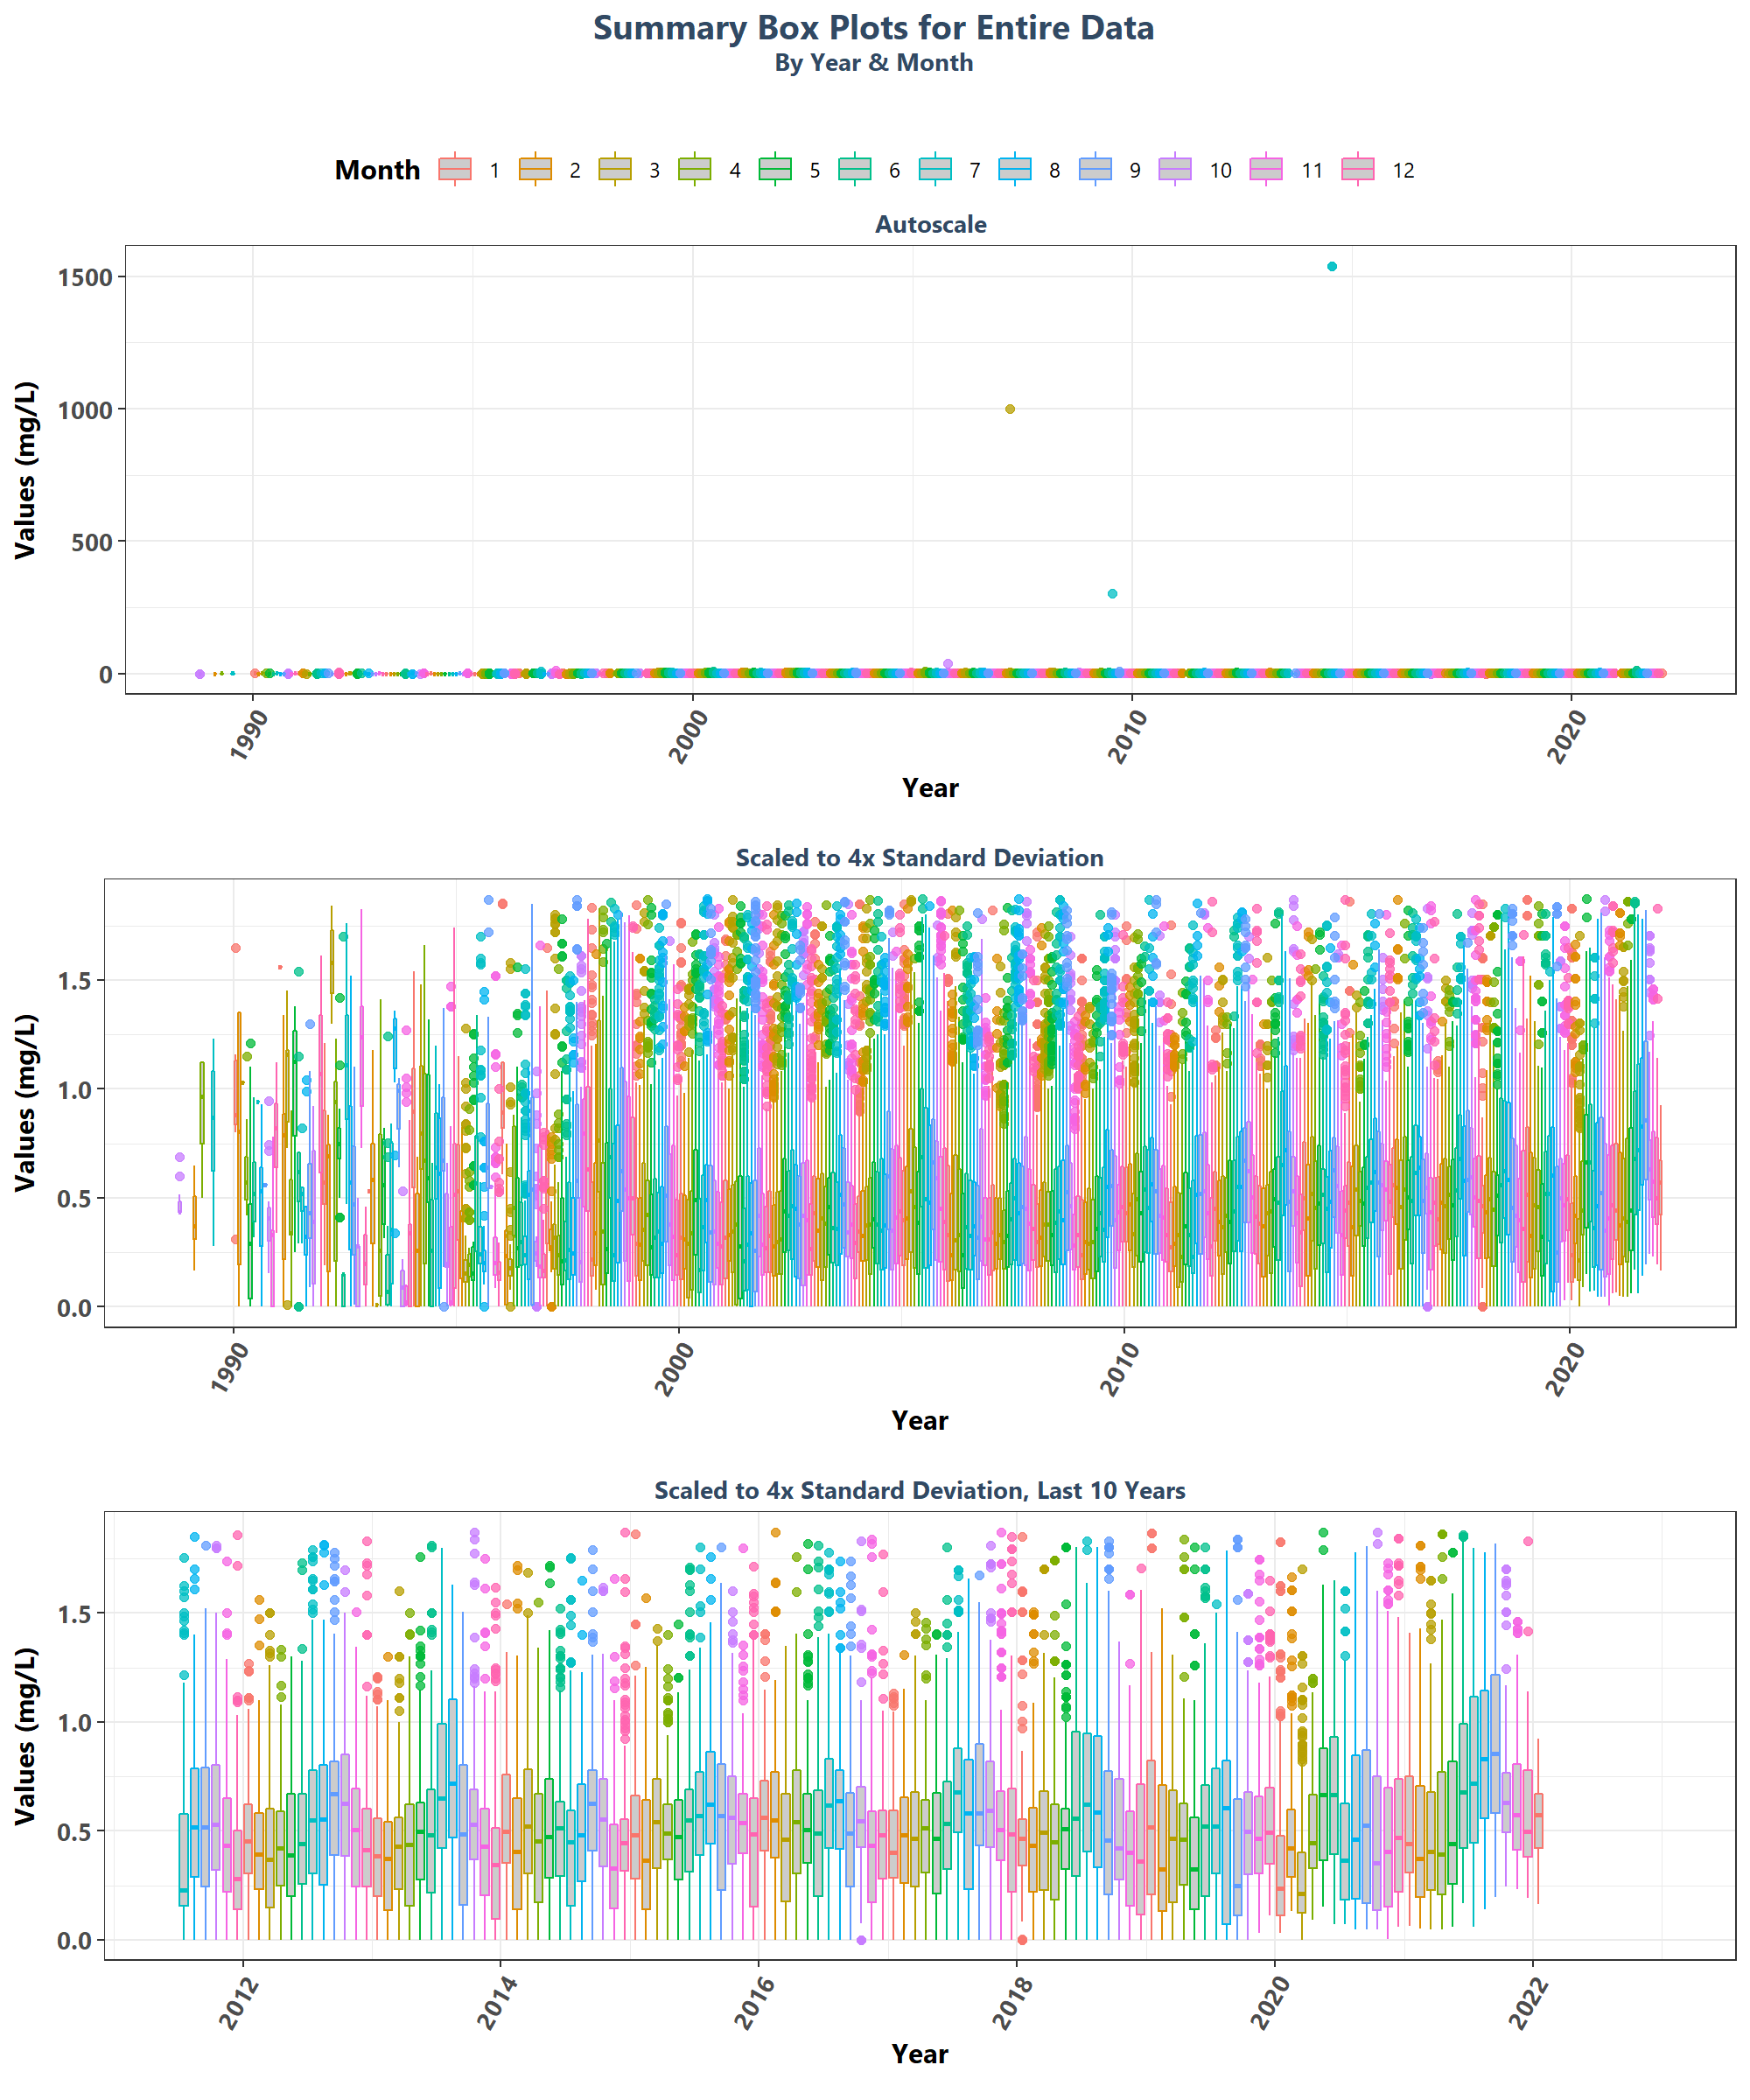 Summary Box Plots for Entire Data
By Year & Month
Month 1 2 3 4 5 6 7 8 9 10 11 12
Autoscale
Values (mg/L)
1500
1000
500
0
1990 2000 2010 2020
Year
Scaled to 4x Standard Deviation
Values (mg/L)
1.5
1.0
0.5
0.0
1990 2000 2010 2020
Year
Scaled to 4x Standard Deviation, Last 10 Years
Values (mg/L)
1.5
1.0
0.5
0.0
2012 2014 2016 2018 2020 2022
Year